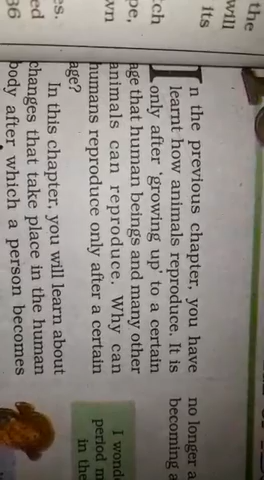 the
will
its
tch
pe,
wn
es.
ed
36
In the previous chapter, you have
learnt how animals reproduce. It is
only after 'growing up' to a certain
age that human beings and many other
animals can reproduce. Why can
humans reproduce only after a certain
age?
In this chapter, you will learn about
changes that take place in the human
body after which a person becomes
no longer a
becoming a
I wonde
period m
in the